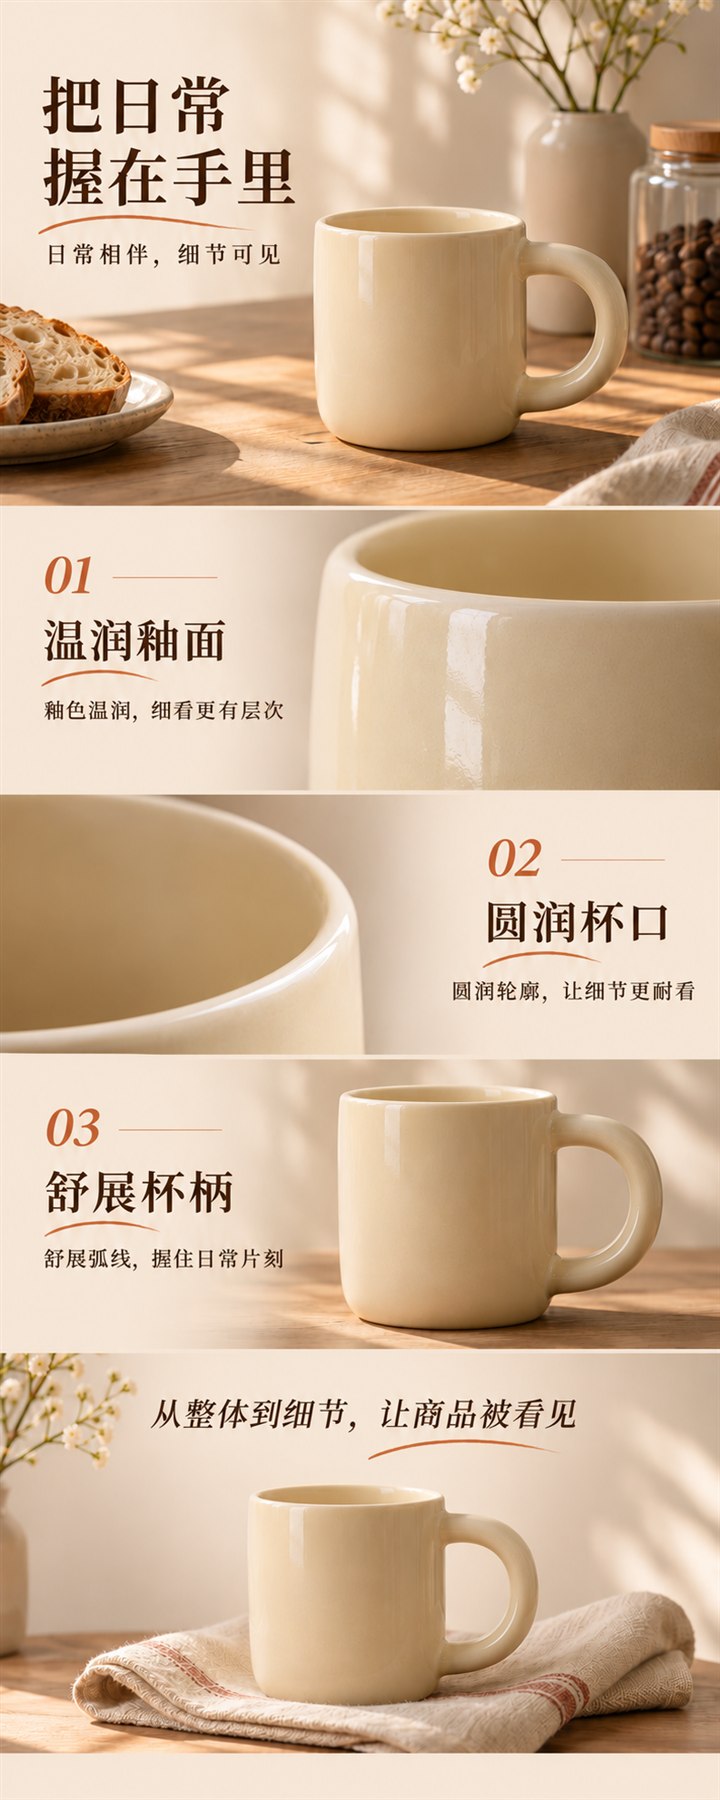 把日常
握在手里
日常相伴，细节可见
01
温润釉面
釉色温润，细看更有层次
02
圆润杯口
圆润轮廓，让细节更耐看
03
舒展杯柄
舒展弧线，握住日常片刻
从整体到细节，让商品被看见